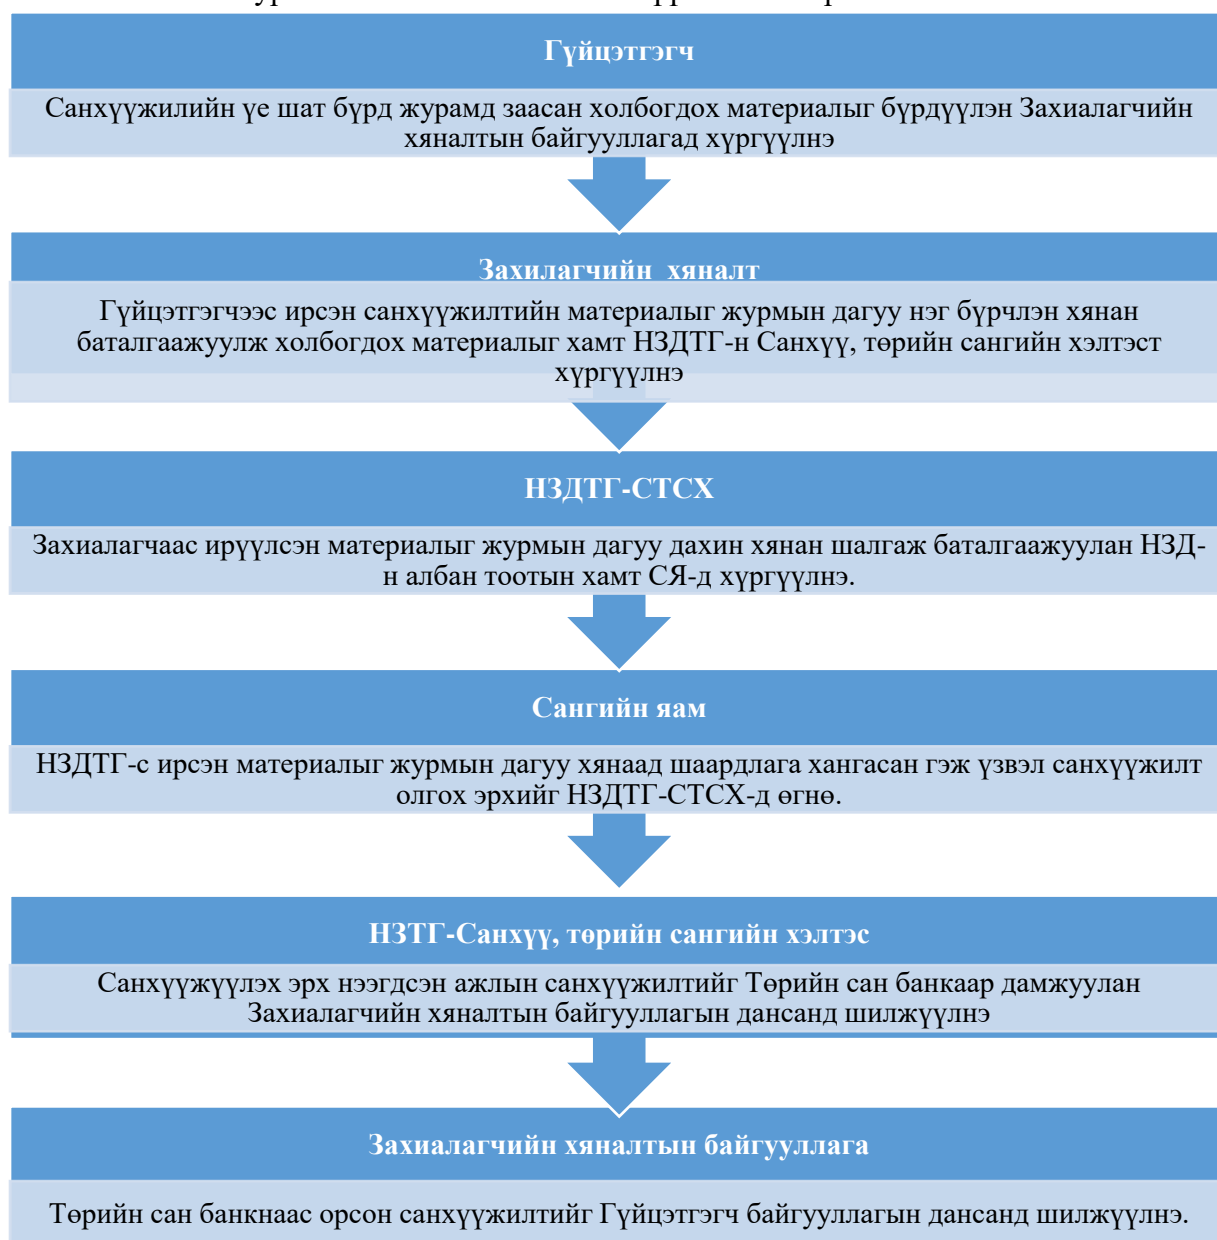 Гүйцэтгэгч
Санхүүжилийн үе шат бүрд журамд заасан холбогдох материалыг бүрдүүлэн Захиалагчийн
хяналтын байгууллагад хүргүүлнэ
Захилагчийн хяналт
Гүйцэтгэгчээс ирсэн санхүүжилтийн материалыг журмын дагуу нэг бүрчлэн хянан
баталгаажуулж холбогдох материалыг хамт НЗДТГ-н Санхүү, төрийн сангийн хэлтэст
хүргүүлнэ
НЗДТГ-СТСХ
Захиалагчаас ирүүлсэн материалыг журмын дагуу дахин хянан шалгаж баталгаажуулан НЗД-
н албан тоотын хамт СЯ-д хүргүүлнэ.
Сангийн яам
НЗДТГ-с ирсэн материалыг журмын дагуу хянаад шаардлага хангасан гэж үзвэл санхүүжилт
олгох эрхийг НЗДТГ-СТСХ-д өгнө.
НЗТГ-Санхүү, төрийн сангийн хэлтэс
Санхүүжүүлэх эрх нээгдсэн ажлын санхүүжилтийг Төрийн сан банкаар дамжуулан
Захиалагчийн хяналтын байгууллагын дансанд шилжүүлнэ
Захиалагчийн хяналтын байгууллага
Төрийн сан банкнаас орсон санхүүжилтийг Гүйцэтгэгч байгууллагын дансанд шилжүүлнэ.